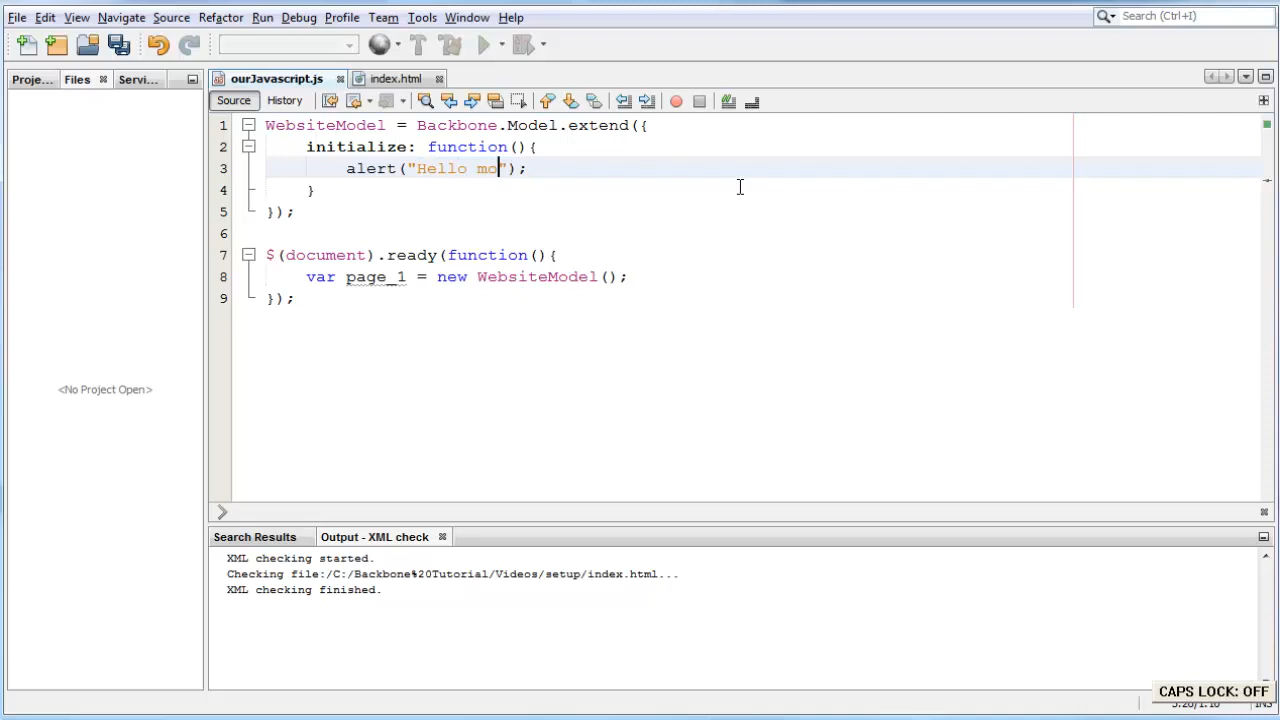 File Edit View Navigate Source Refactor Run Debug Profile Team Tools Window Help Search (Ctrl+I)
Proje... Files Servi... ourJavascript.js index.html
Source History
1 WebsiteModel = Backbone.Model.extend({
2 initialize: function(){
3 alert("Hello mo");
4 }
5 });
6
7 $(document).ready(function(){
8 var page_1 = new WebsiteModel();
9 });
<No Project Open>
Search Results Output - XML check
XML checking started.
Checking file:/C:/Backbone%20Tutorial/Videos/setup/index.html...
XML checking finished.
CAPS LOCK: OFF